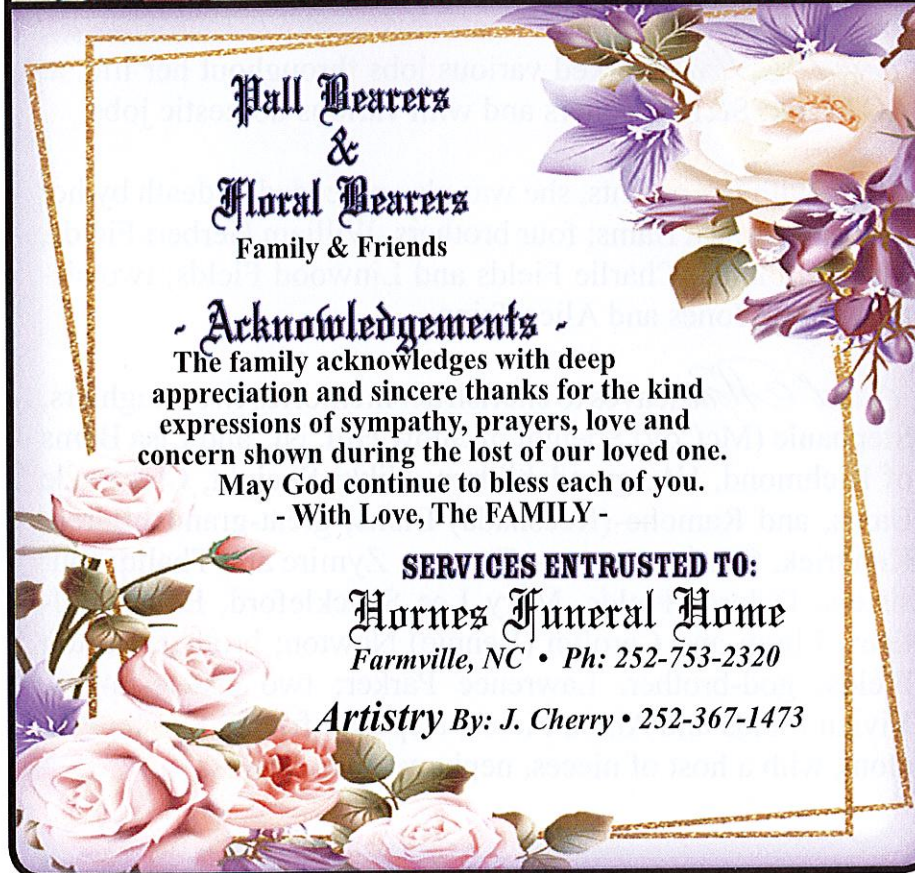 Pall Bearers
&
Floral Bearers
Family & Friends
- Acknowledgements -
The family acknowledges with deep
appreciation and sincere thanks for the kind
expressions of sympathy, prayers, love and
concern shown during the lost of our loved one.
May God continue to bless each of you.
- With Love, The FAMILY -
SERVICES ENTRUSTED TO:
Hornes Funeral Home
Farmville, NC • Ph: 252-753-2320
Artistry By: J. Cherry • 252-367-1473